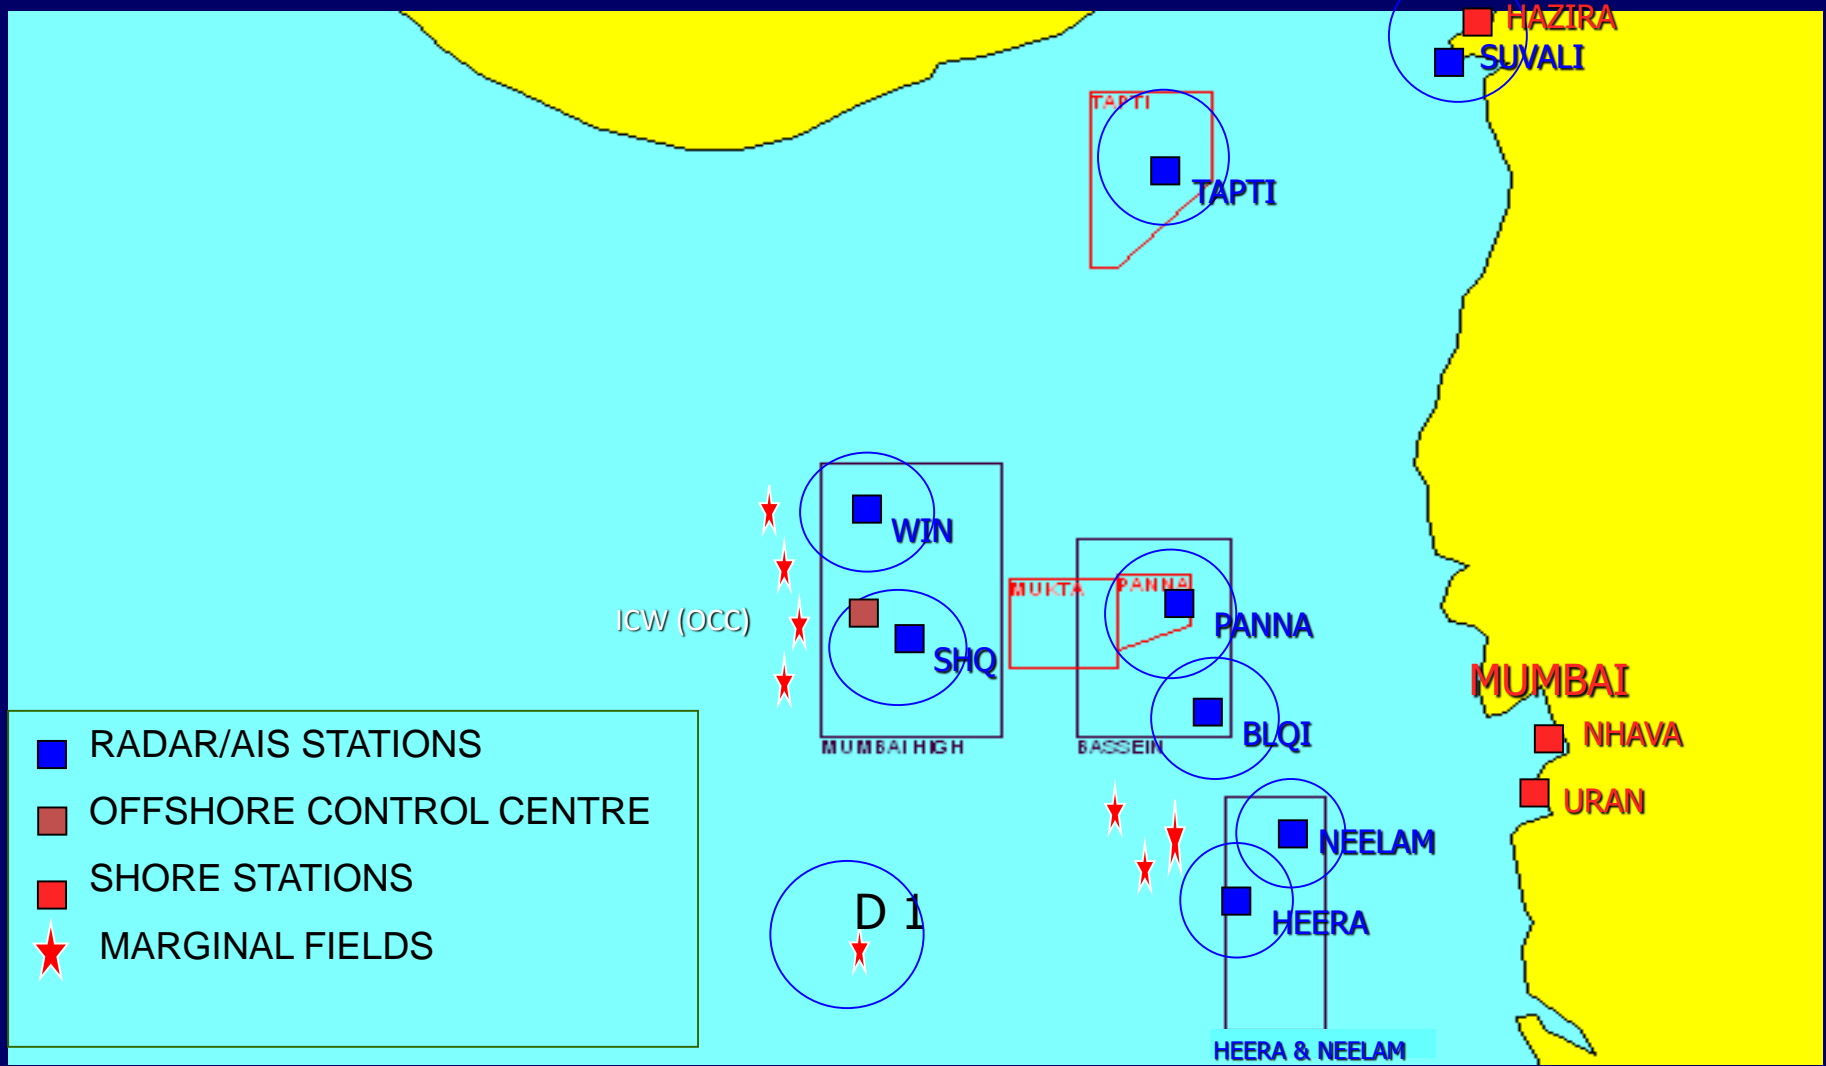 HAZIRA
SUVALI
TAPTI
TAPTI
WIN
MUKTA
PANNA
ICW (OCC)
PANNA
SHQ
MUMBAI
BLQI
NHAVA
MUMBAI HIGH
BASSEIN
RADAR/AIS STATIONS
OFFSHORE CONTROL CENTRE
URAN
NEELAM
SHORE STATIONS
D 1
HEERA
MARGINAL FIELDS
HEERA & NEELAM